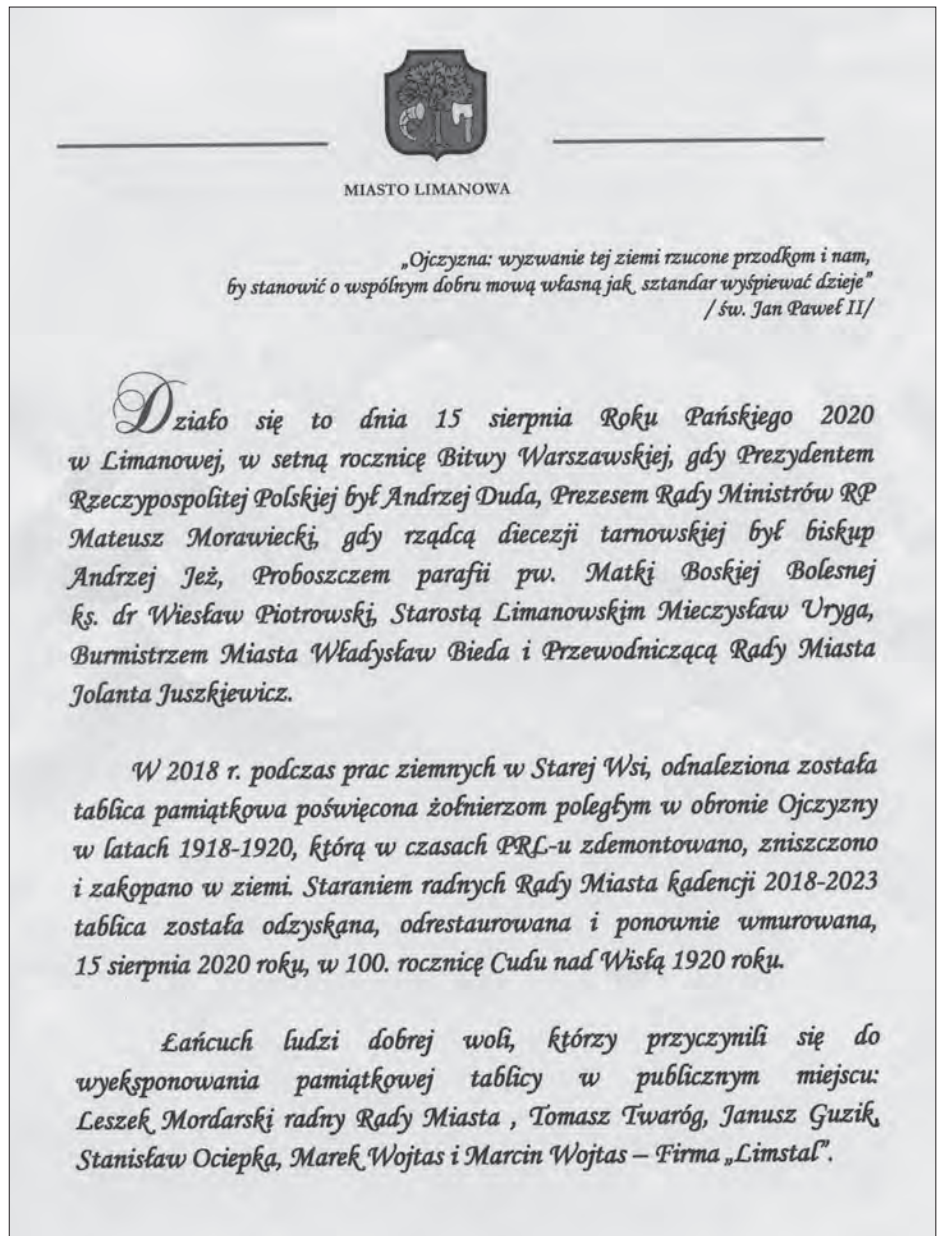 MIASTO LIMANOWA
„Ojczyzna: wyzwanie tej ziemi rzucone przodkom i nam,
by stanowić o wspólnym dobru mową własną jak sztandar wyśpiewać dzieje”
/ św. Jan Paweł II/
Działo się to dnia 15 sierpnia Roku Pańskiego 2020
w Limanowej, w setną rocznicę Bitwy Warszawskiej, gdy Prezydentem
Rzeczypospolitej Polskiej był Andrzej Duda, Prezesem Rady Ministrów RP
Mateusz Morawiecki, gdy rządcą diecezji tarnowskiej był biskup
Andrzej Jeż, Proboszczem parafii pw. Matki Boskiej Bolesnej
ks. dr Wiesław Piotrowski, Starostą Limanowskim Mieczysław Uryga,
Burmistrzem Miasta Władysław Bieda i Przewodniczącą Rady Miasta
Jolanta Juszkiewicz.
W 2018 r. podczas prac ziemnych w Starej Wsi, odnaleziona została
tablica pamiątkowa poświęcona żołnierzom poległym w obronie Ojczyzny
w latach 1918-1920, którą w czasach PRL-u zdemontowano, zniszczono
i zakopano w ziemi. Staraniem radnych Rady Miasta kadencji 2018-2023
tablica została odzyskana, odrestaurowana i ponownie wmurowana,
15 sierpnia 2020 roku, w 100. rocznicę Cudu nad Wisłą 1920 roku.
Łańcuch ludzi dobrej woli, którzy przyczynili się do
wyeksponowania pamiątkowej tablicy w publicznym miejscu:
Leszek Mordarski radny Rady Miasta , Tomasz Twaróg, Janusz Guzik,
Stanisław Ociepka, Marek Wojtas i Marcin Wojtas – Firma „Limstal”.